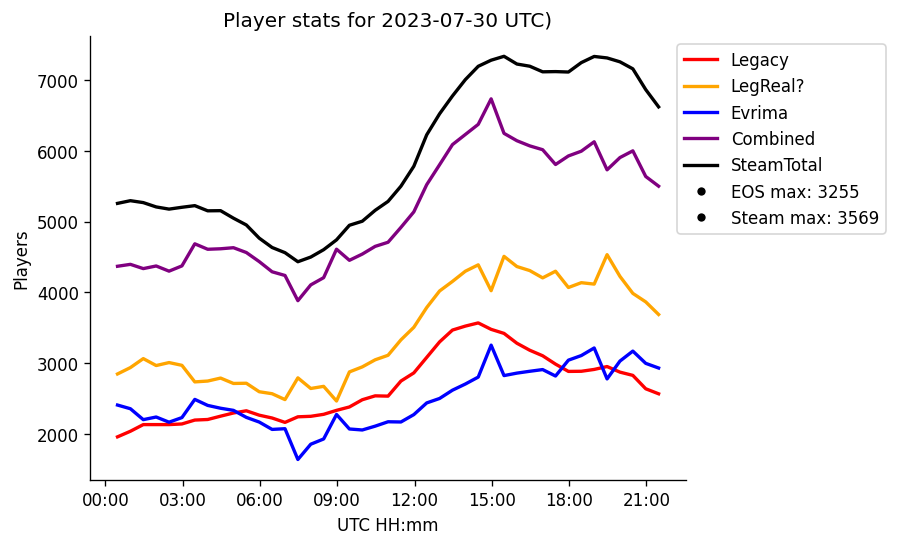 Player stats for 2023-07-30 UTC)
Legacy
LegReal?
Evrima
Combined
SteamTotal
EOS max: 3255
Steam max: 3569
Players
7000
6000
5000
4000
3000
2000
00:00 03:00 06:00 09:00 12:00 15:00 18:00 21:00
UTC HH:mm